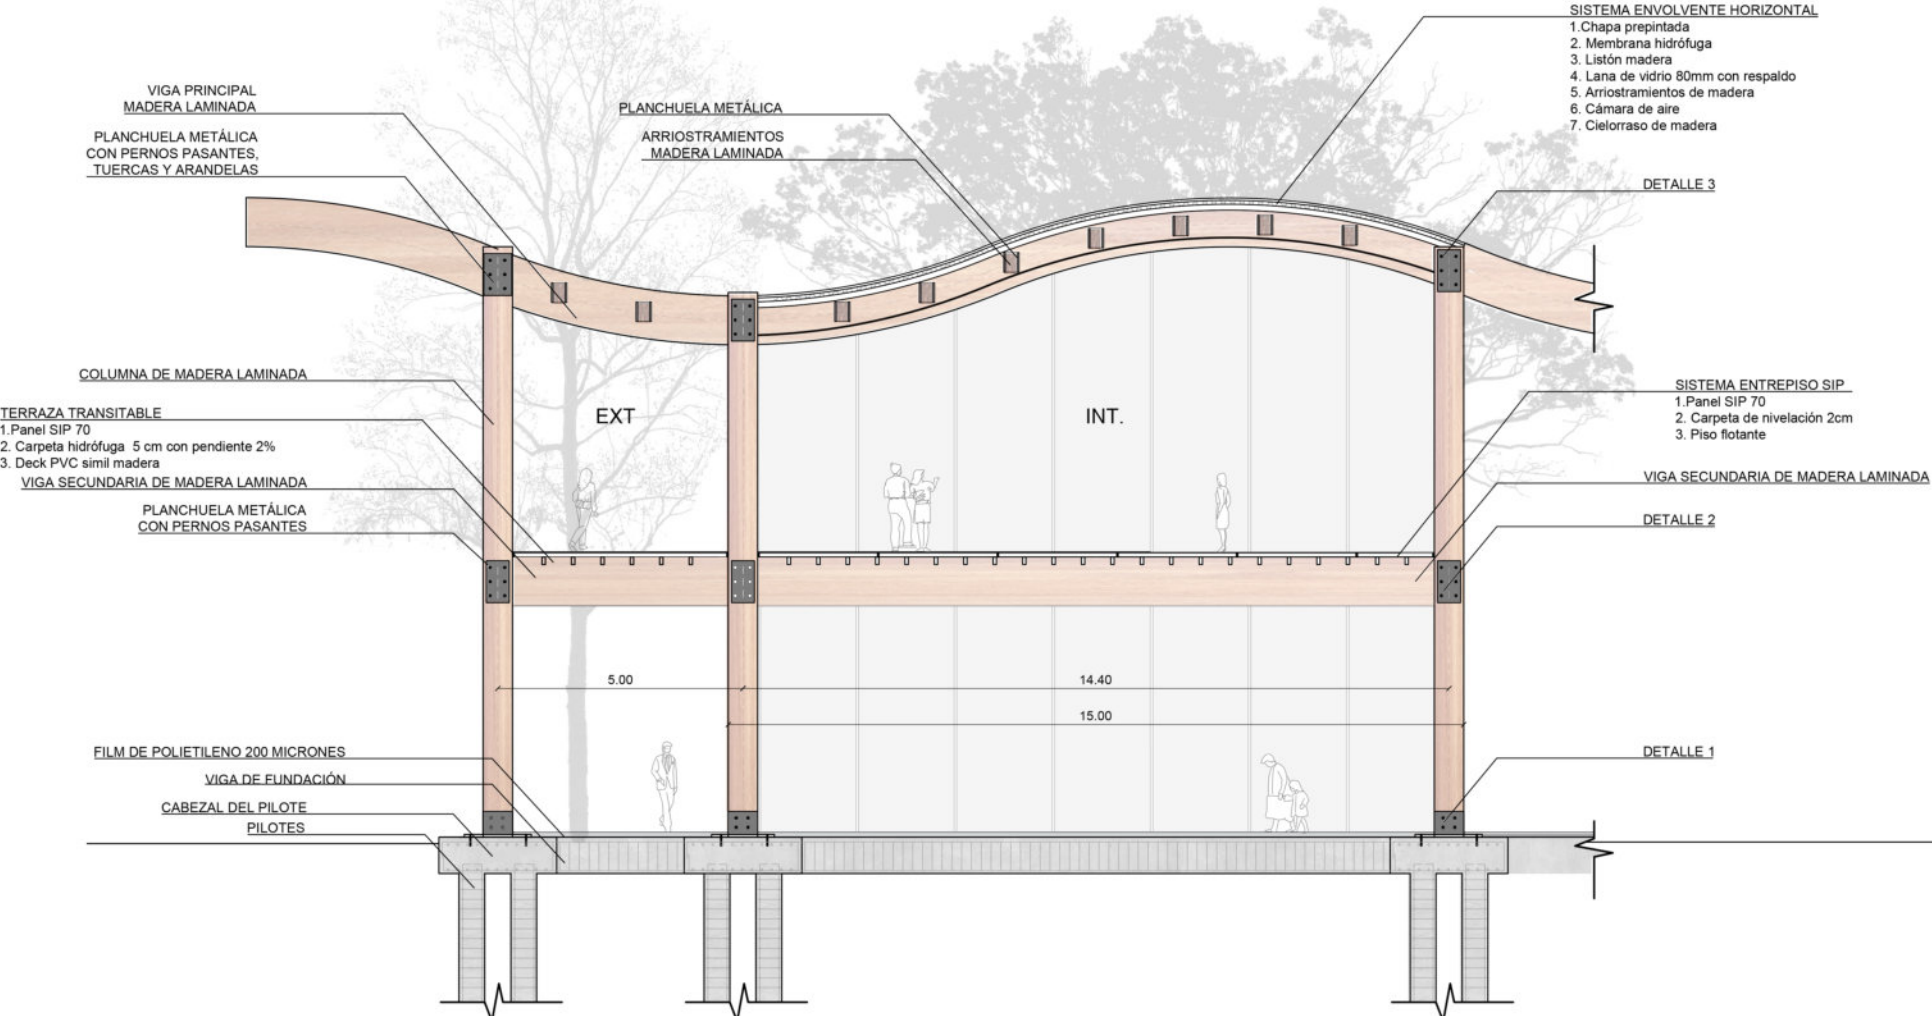 SISTEMA ENVOLVENTE HORIZONTAL
1.Chapa prepintada
2. Membrana hidrófuga
3. Listón madera
4. Lana de vidrio 80mm con respaldo
5. Arriostramientos de madera
6. Cámara de aire
7. Cielorraso de madera
VIGA PRINCIPAL
MADERA LAMINADA
PLANCHUELA METÁLICA
CON PERNOS PASANTES,
TUERCAS Y ARANDELAS
PLANCHUELA METÁLICA
ARRIOSTRAMIENTOS
MADERA LAMINADA
DETALLE 3
COLUMNA DE MADERA LAMINADA
TERRAZA TRANSITABLE
1.Panel SIP 70
2. Carpeta hidrófuga 5 cm con pendiente 2%
3. Deck PVC simil madera
VIGA SECUNDARIA DE MADERA LAMINADA
PLANCHUELA METÁLICA
CON PERNOS PASANTES
EXT
INT.
SISTEMA ENTREPISO SIP
1.Panel SIP 70
2. Carpeta de nivelación 2cm
3. Piso flotante
VIGA SECUNDARIA DE MADERA LAMINADA
DETALLE 2
5.00
14.40
15.00
FILM DE POLIETILENO 200 MICRONES
VIGA DE FUNDACIÓN
CABEZAL DEL PILOTE
PILOTES
DETALLE 1